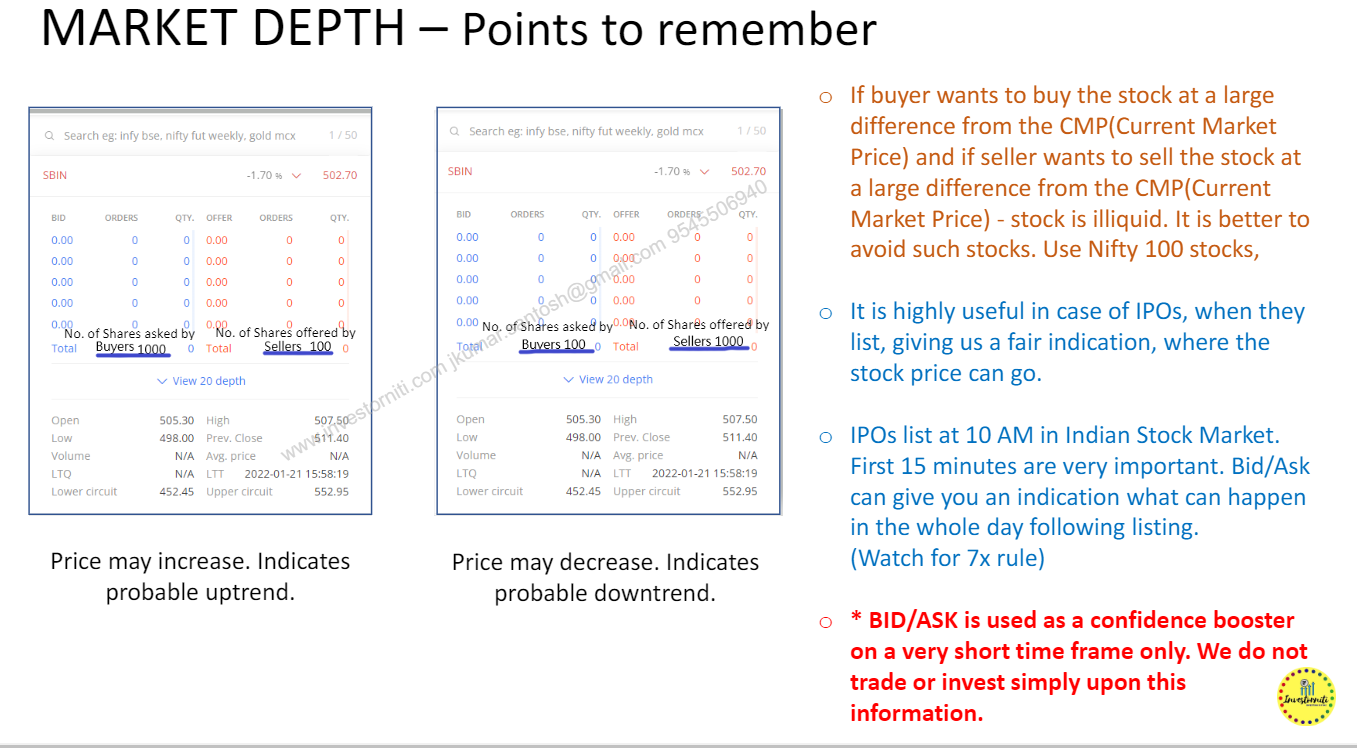 MARKET DEPTH – Points to remember
Search eg: infy bse, nifty fut weekly, gold mcx 1 / 50
SBIN -1.70 % 502.70
BID ORDERS QTY. OFFER ORDERS QTY.
0.00 0 0 0.00 0 0
0.00 0 0 0.00 0 0
0.00 0 0 0.00 0 0
0.00 0 0 0.00 0 0
0.00 0.00
No. of Shares asked by No. of Shares offered by
Total Buyers 1000 0 Total Sellers 100 0
View 20 depth
Open 505.30 High 507.50
Low 498.00 Prev. Close 511.40
Volume N/A Avg. price N/A
LTQ N/A LTT 2022-01-21 15:58:19
Lower circuit 452.45 Upper circuit 552.95
Price may increase. Indicates
probable uptrend.
Search eg: infy bse, nifty fut weekly, gold mcx 1 / 50
SBIN -1.70 % 502.70
BID ORDERS QTY. OFFER ORDERS QTY.
0.00 0 0 0.00 0 0
0.00 0 0 0.00 0 0
0.00 0 0 0.00 0 0
0.00 0 0 0.00 0 0
0.00 0.00
No. of Shares asked by No. of Shares offered by
Total Buyers 100 0 Total Sellers 1000 0
View 20 depth
Open 505.30 High 507.50
Low 498.00 Prev. Close 511.40
Volume N/A Avg. price N/A
LTQ N/A LTT 2022-01-21 15:58:19
Lower circuit 452.45 Upper circuit 552.95
Price may decrease. Indicates
probable downtrend.
www.investorniti.com jkumar.santosh@gmail.com 9545506940
○ If buyer wants to buy the stock at a large
difference from the CMP(Current Market
Price) and if seller wants to sell the stock at
a large difference from the CMP(Current
Market Price) - stock is illiquid. It is better to
avoid such stocks. Use Nifty 100 stocks,
○ It is highly useful in case of IPOs, when they
list, giving us a fair indication, where the
stock price can go.
○ IPOs list at 10 AM in Indian Stock Market.
First 15 minutes are very important. Bid/Ask
can give you an indication what can happen
in the whole day following listing.
(Watch for 7x rule)
○ * BID/ASK is used as a confidence booster
on a very short time frame only. We do not
trade or invest simply upon this
information.
Investorniti